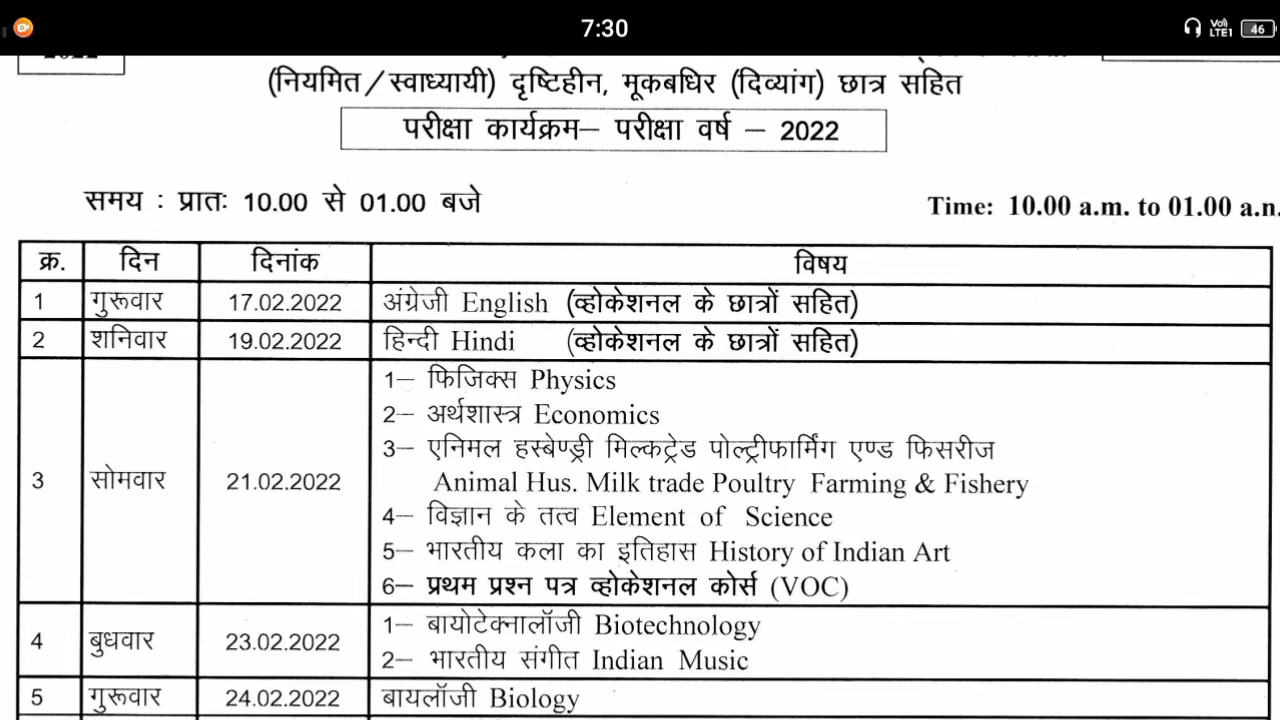 7:30
Vo) LTE1 46
(नियमित/स्वाध्यायी) दृष्टिहीन, मूकबधिर (दिव्यांग) छात्र सहित
परीक्षा कार्यक्रम– परीक्षा वर्ष – 2022
समय : प्रातः 10.00 से 01.00 बजे
Time: 10.00 a.m. to 01.00 a.n.
क्र. दिन दिनांक विषय
1 गुरूवार 17.02.2022 अंग्रेजी English (व्होकेशनल के छात्रों सहित)
2 शनिवार 19.02.2022 हिन्दी Hindi (व्होकेशनल के छात्रों सहित)
3 सोमवार 21.02.2022
1– फिजिक्स Physics
2– अर्थशास्त्र Economics
3– एनिमल हस्बेण्ड्री मिल्कट्रेड पोल्ट्रीफार्मिंग एण्ड फिसरीज
Animal Hus. Milk trade Poultry Farming & Fishery
4– विज्ञान के तत्व Element of Science
5– भारतीय कला का इतिहास History of Indian Art
6– प्रथम प्रश्न पत्र व्होकेशनल कोर्स (VOC)
4 बुधवार 23.02.2022
1– बायोटेक्नालॉजी Biotechnology
2– भारतीय संगीत Indian Music
5 गुरूवार 24.02.2022 बायलॉजी Biology